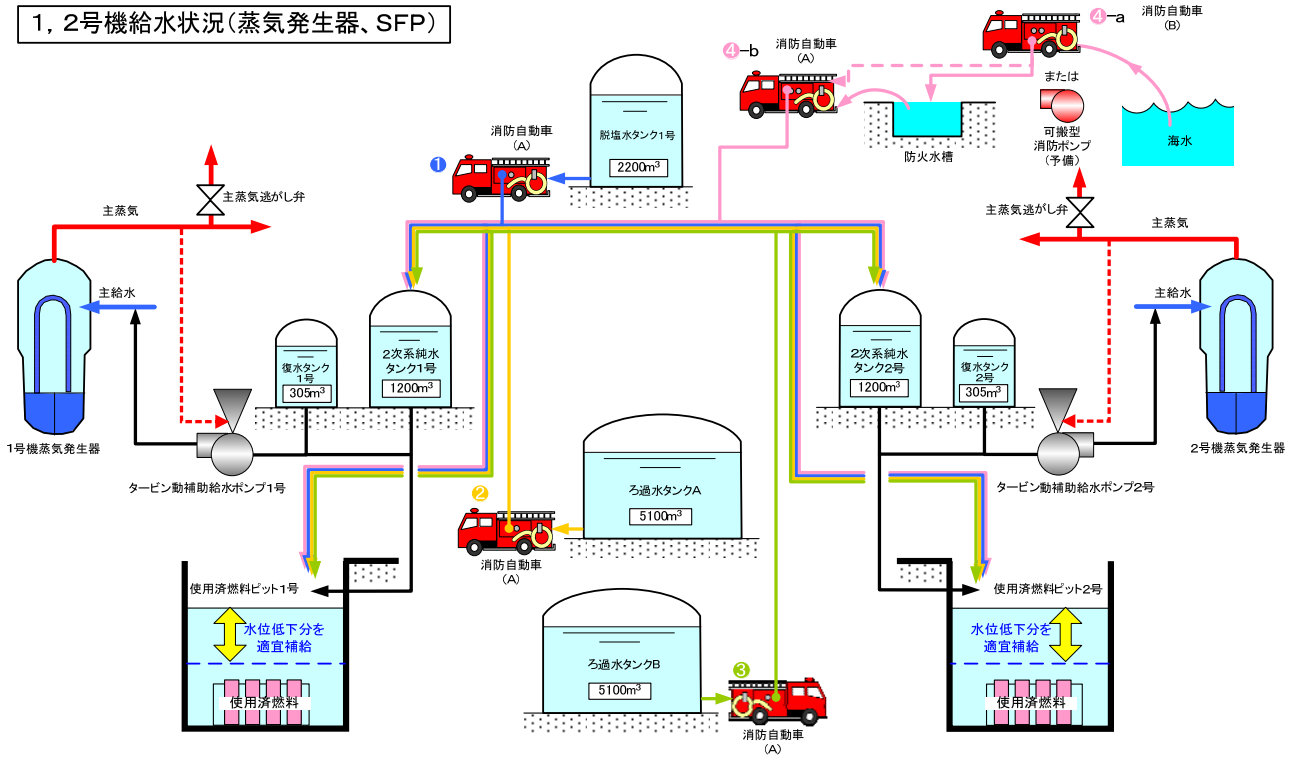 1，2号機給水状況（蒸気発生器、SFP）
❹-a
消防自動車
(B)
❹-b
消防自動車
(A)
または
可搬型
消防ポンプ
(予備)
海水
防火水槽
脱塩水タンク1号
2200m³
消防自動車
(A)
❶
主蒸気逃がし弁
主蒸気
主蒸気逃がし弁
主蒸気
主給水
主給水
復水タンク
1号
305m³
2次系純水
タンク1号
1200m³
2次系純水
タンク2号
1200m³
復水タンク
2号
305m³
1号機蒸気発生器
2号機蒸気発生器
タービン動補助給水ポンプ1号
タービン動補助給水ポンプ2号
ろ過水タンクA
5100m³
❷
消防自動車
(A)
使用済燃料ピット1号
水位低下分を
適宜補給
使用済燃料
使用済燃料ピット2号
水位低下分を
適宜補給
使用済燃料
ろ過水タンクB
5100m³
❸
消防自動車
(A)